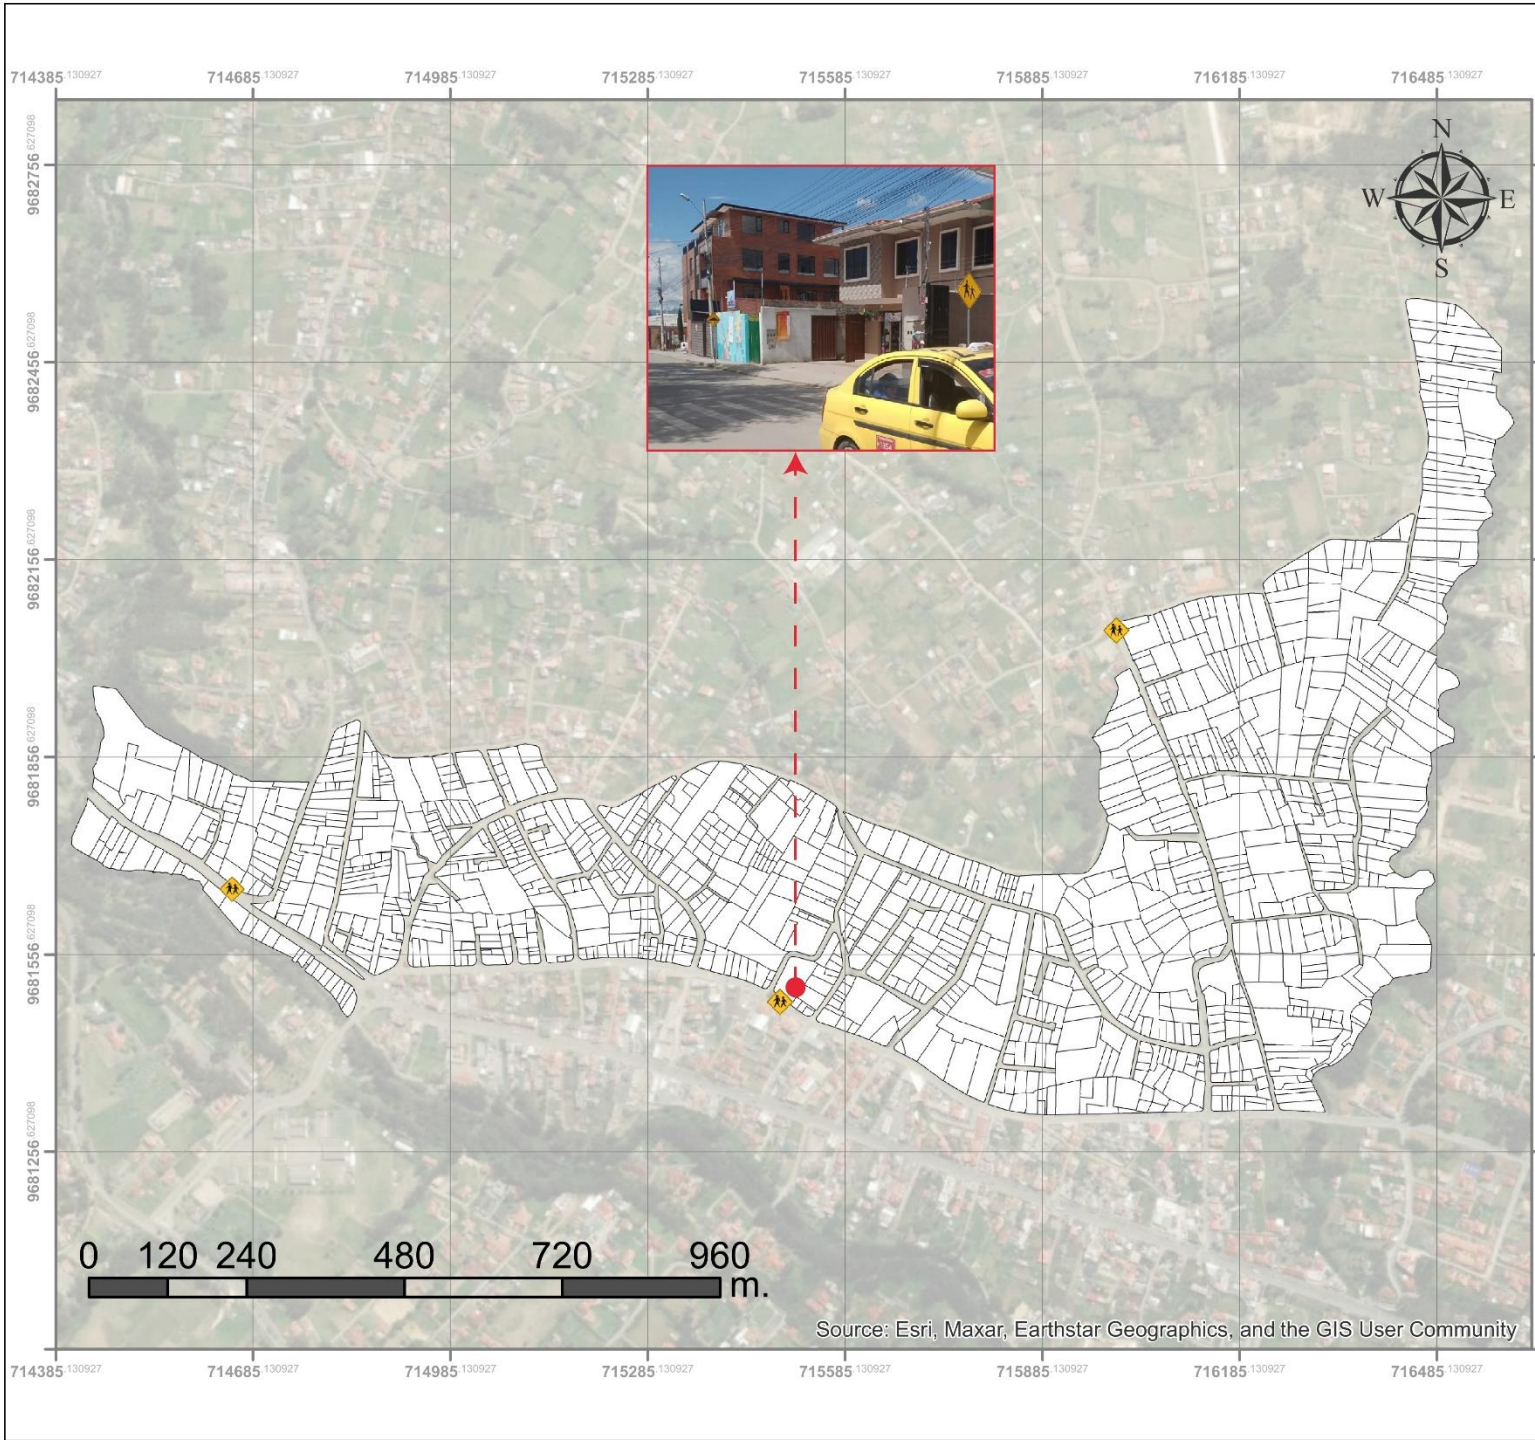 714385.130927 714685.130927 714985.130927 715285.130927 715585.130927 715885.130927 716185.130927 716485.130927
N
W E
S
9682756.627098
9682456.627098
9682156.627098
9681856.627098
9681556.627098
9681256.627098
0 120 240 480 720 960
m.
Source: Esri, Maxar, Earthstar Geographics, and the GIS User Community
714385.130927 714685.130927 714985.130927 715285.130927 715585.130927 715885.130927 716185.130927 716485.130927